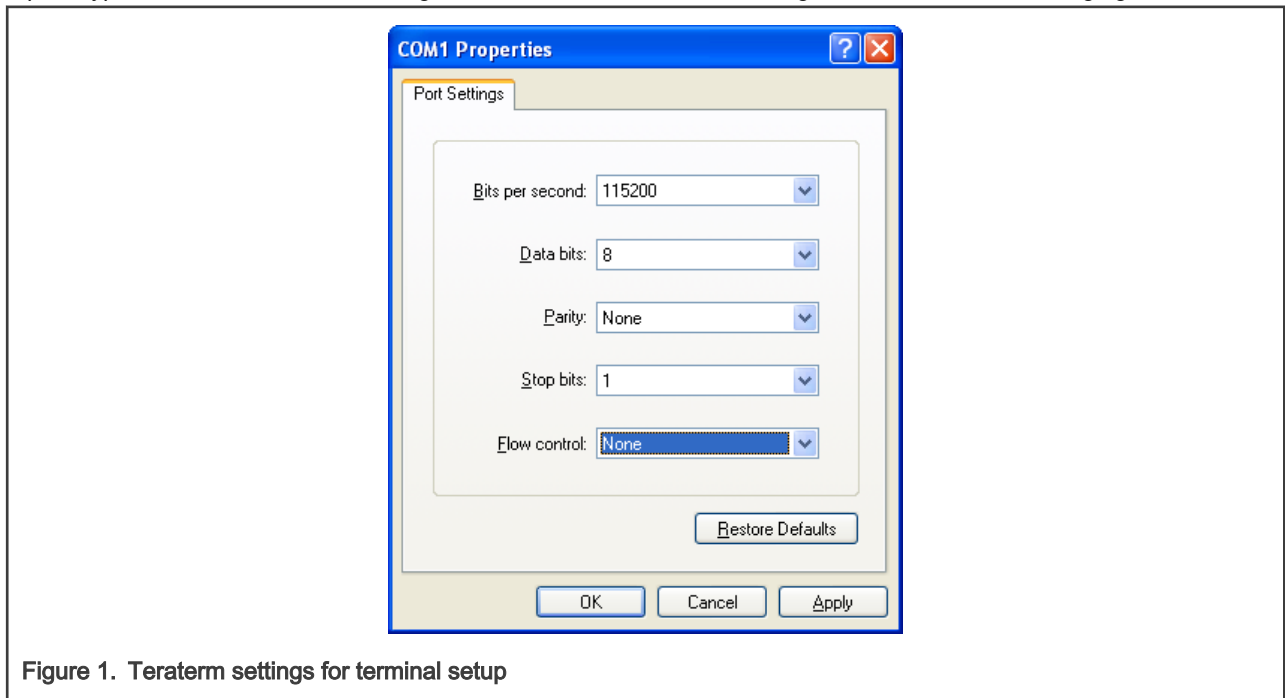 COM1 Properties
Port Settings
Bits per second: 115200
Data bits: 8
Parity: None
Stop bits: 1
Flow control: None
Restore Defaults
OK Cancel Apply
Figure 1. Teraterm settings for terminal setup